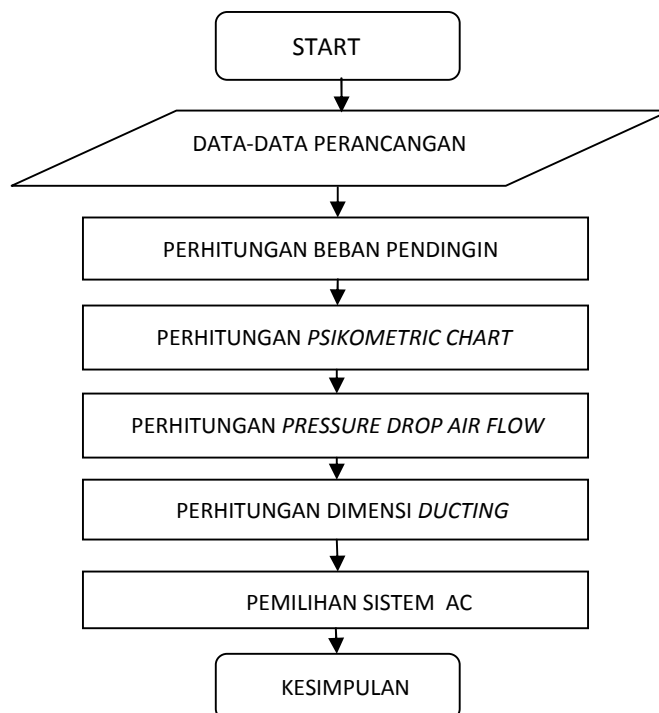 START
DATA-DATA PERANCANGAN
PERHITUNGAN BEBAN PENDINGIN
PERHITUNGAN PSIKOMETRIC CHART
PERHITUNGAN PRESSURE DROP AIR FLOW
PERHITUNGAN DIMENSI DUCTING
PEMILIHAN SISTEM AC
KESIMPULAN